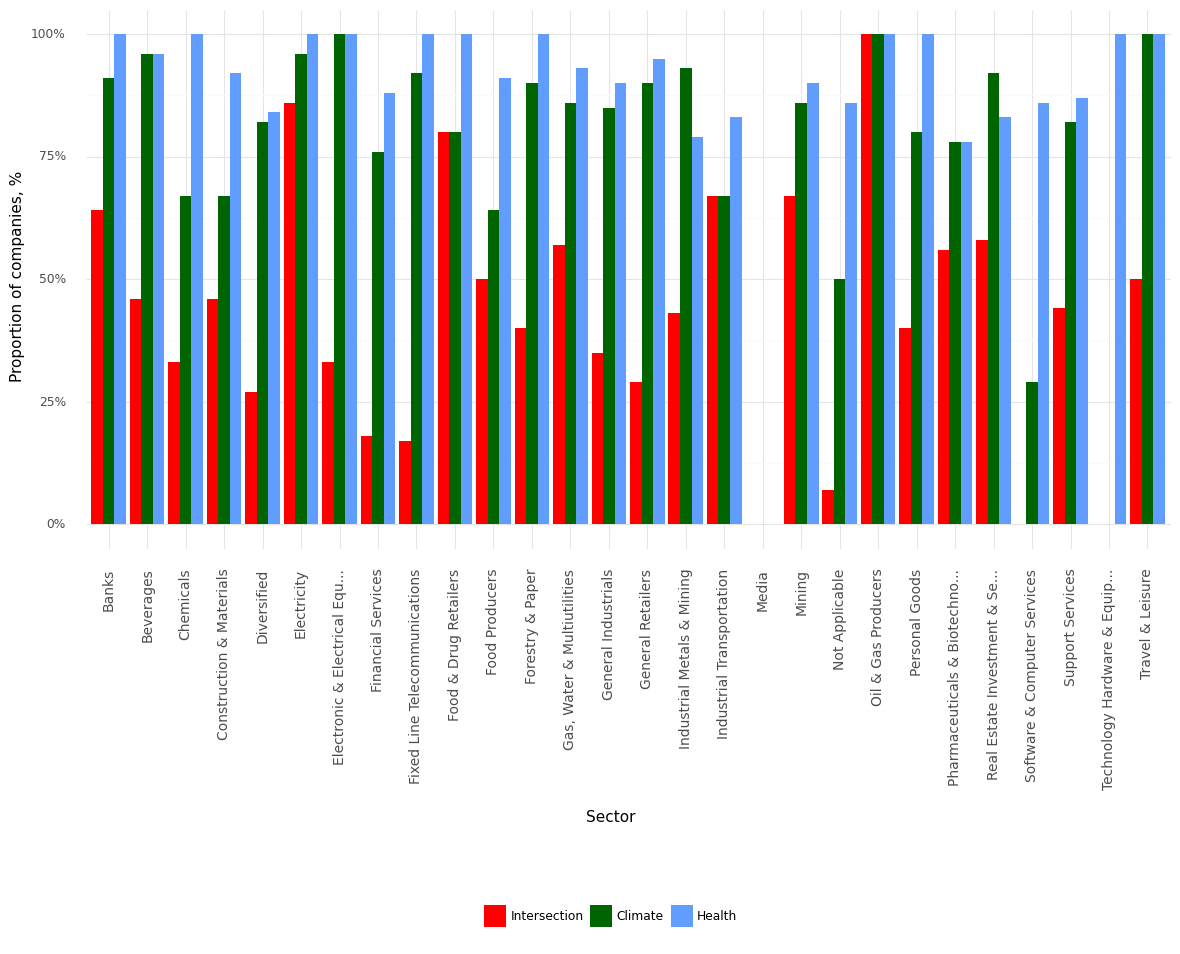 Proportion of companies, %
100%
75%
50%
25%
0%
Banks
Beverages
Chemicals
Construction & Materials
Diversified
Electricity
Electronic & Electrical Equ...
Financial Services
Fixed Line Telecommunications
Food & Drug Retailers
Food Producers
Forestry & Paper
Gas, Water & Multiutilities
General Industrials
General Retailers
Industrial Metals & Mining
Industrial Transportation
Media
Mining
Not Applicable
Oil & Gas Producers
Personal Goods
Pharmaceuticals & Biotechno...
Real Estate Investment & Se...
Software & Computer Services
Support Services
Technology Hardware & Equip...
Travel & Leisure
Sector
Intersection Climate Health